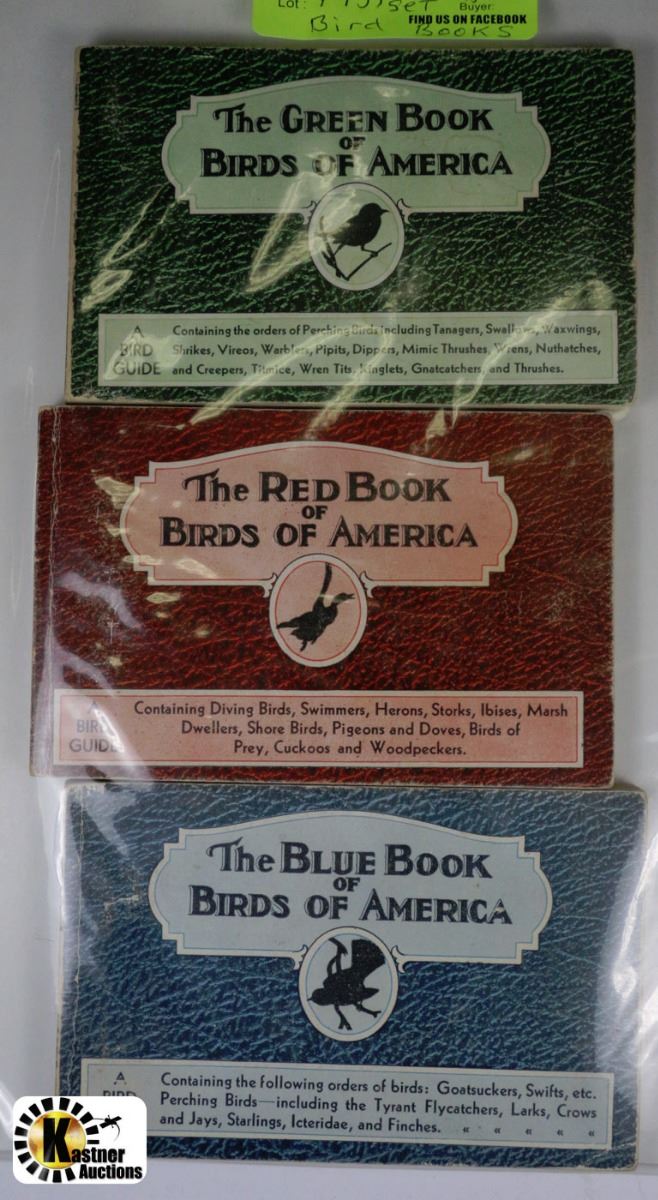 Lot: set Buyer:
FIND US ON FACEBOOK
Bird Books
The GREEN BOOK
OF
BIRDS OF AMERICA
A
BIRD
GUIDE
Containing the orders of Perching Birds including Tanagers, Swallows, Waxwings,
Shrikes, Vireos, Warblers, Pipits, Dippers, Mimic Thrushes, Wrens, Nuthatches,
and Creepers, Titmice, Wren Tits, Kinglets, Gnatcatchers, and Thrushes.
The RED BOOK
OF
BIRDS OF AMERICA
A
BIRD
GUIDE
Containing Diving Birds, Swimmers, Herons, Storks, Ibises, Marsh
Dwellers, Shore Birds, Pigeons and Doves, Birds of
Prey, Cuckoos and Woodpeckers.
The BLUE BOOK
OF
BIRDS OF AMERICA
A
BIRD
Containing the following orders of birds: Goatsuckers, Swifts, etc.
Perching Birds—including the Tyrant Flycatchers, Larks, Crows
and Jays, Starlings, Icteridae, and Finches. « « « « «
Kastner
Auctions